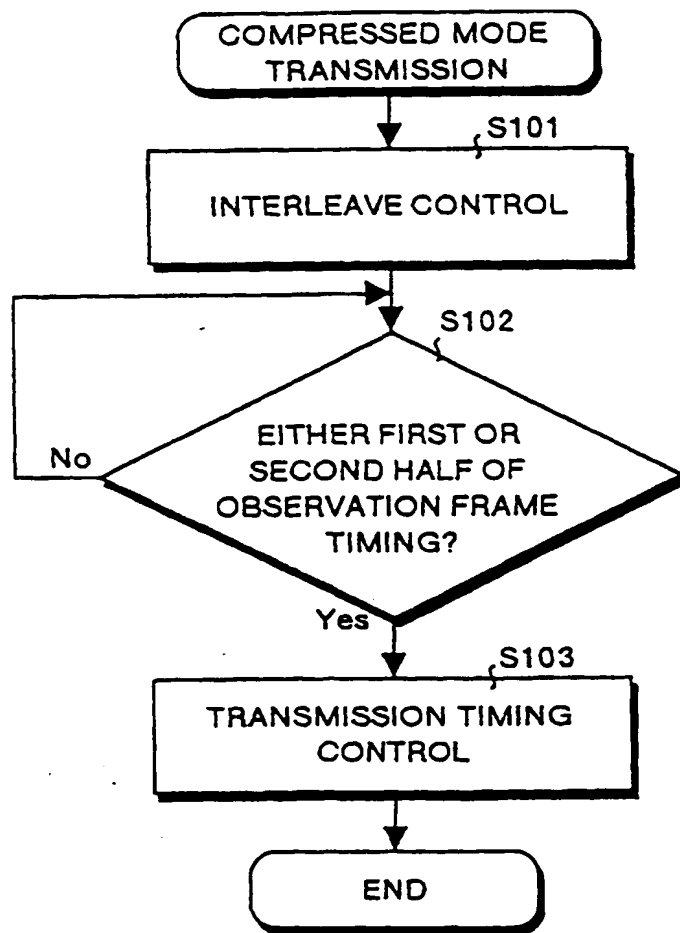 COMPRESSED MODE
TRANSMISSION
S101
INTERLEAVE CONTROL
S102
EITHER FIRST OR
SECOND HALF OF
OBSERVATION FRAME
TIMING?
No
Yes
S103
TRANSMISSION TIMING
CONTROL
END